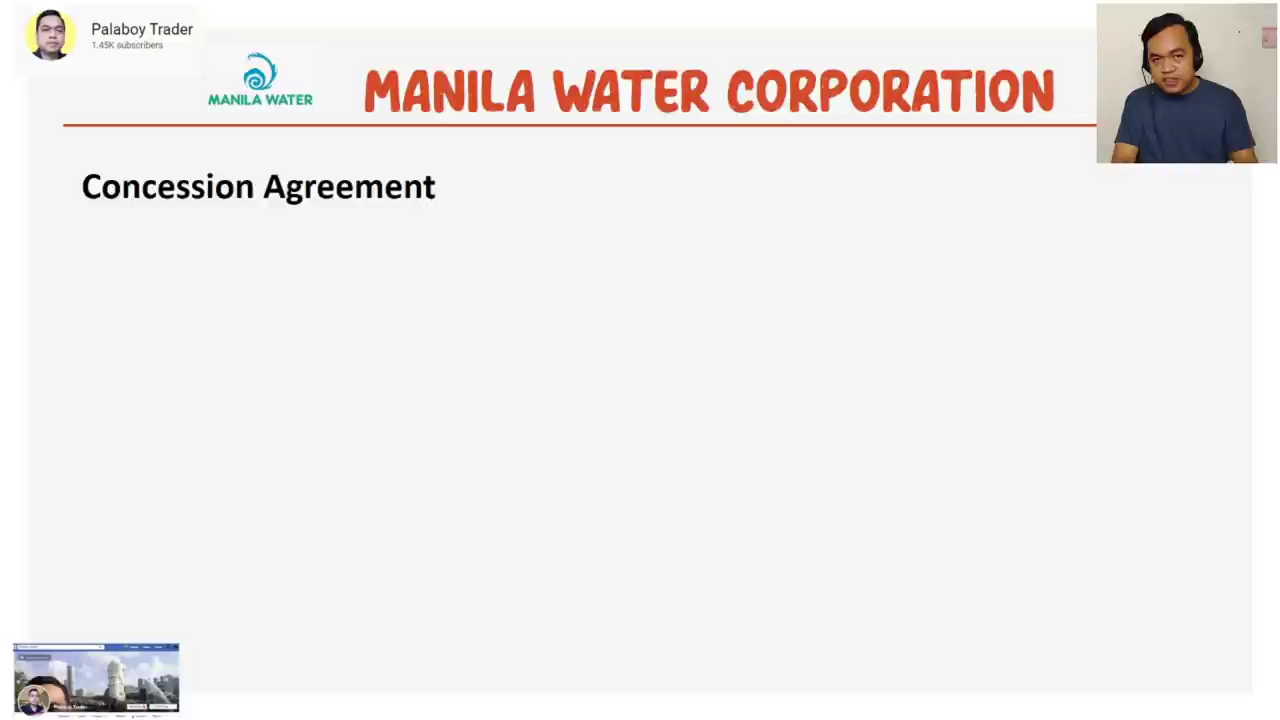 Palaboy Trader
1.45K subscribers
MANILA WATER
MANILA WATER CORPORATION
Concession Agreement